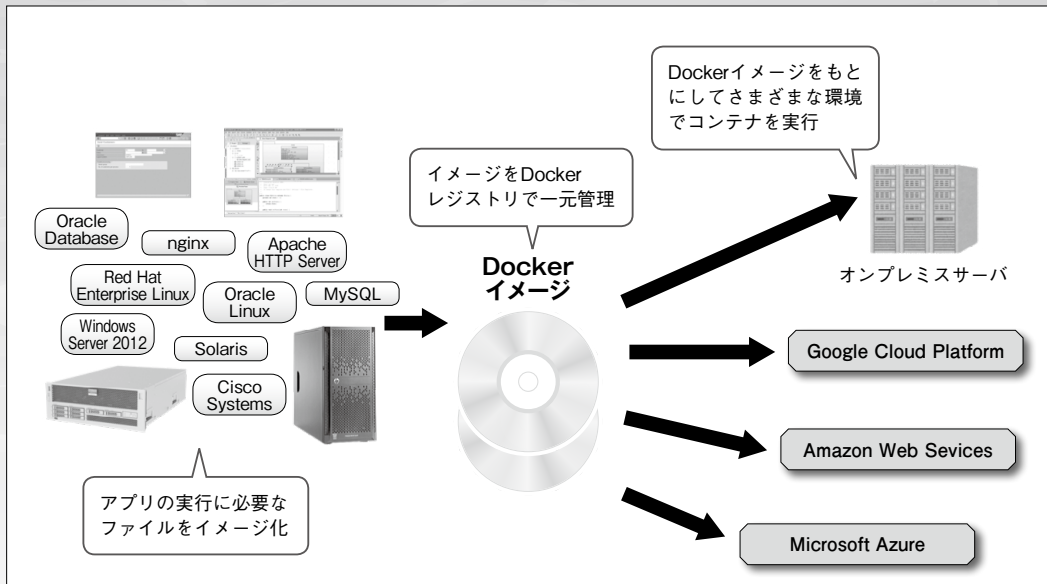 Dockerイメージをもと
にしてさまざまな環境
でコンテナを実行
イメージをDocker
レジストリで一元管理
Oracle
Database
nginx
Apache
HTTP Server
Red Hat
Enterprise Linux
Oracle
Linux
MySQL
Windows
Server 2012
Solaris
Cisco
Systems
Docker
イメージ
オンプレミスサーバ
Google Cloud Platform
Amazon Web Sevices
Microsoft Azure
アプリの実行に必要な
ファイルをイメージ化